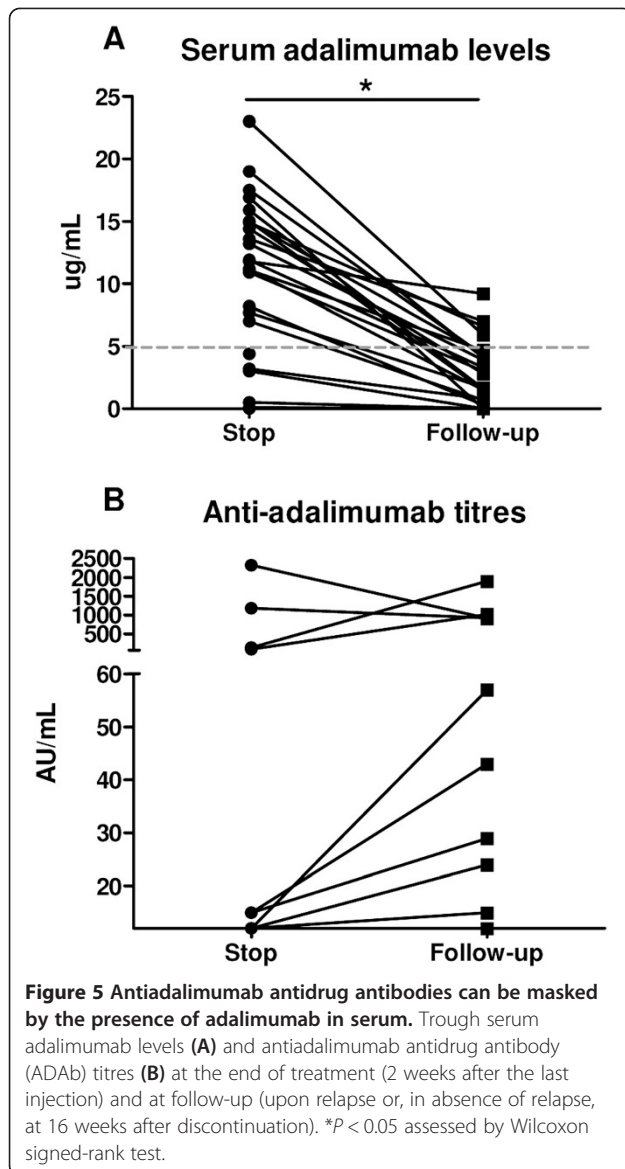 A
Serum adalimumab levels
*
25
20
15
10
5
0
ug/mL
Stop Follow-up
B
Anti-adalimumab titres
2500
2000
1500
1000
500
60
50
40
30
20
AU/mL
Stop Follow-up
Figure 5 Antiadalimumab antidrug antibodies can be masked
by the presence of adalimumab in serum. Trough serum
adalimumab levels (A) and antiadalimumab antidrug antibody
(ADAb) titres (B) at the end of treatment (2 weeks after the last
injection) and at follow-up (upon relapse or, in absence of relapse,
at 16 weeks after discontinuation). *P < 0.05 assessed by Wilcoxon
signed-rank test.